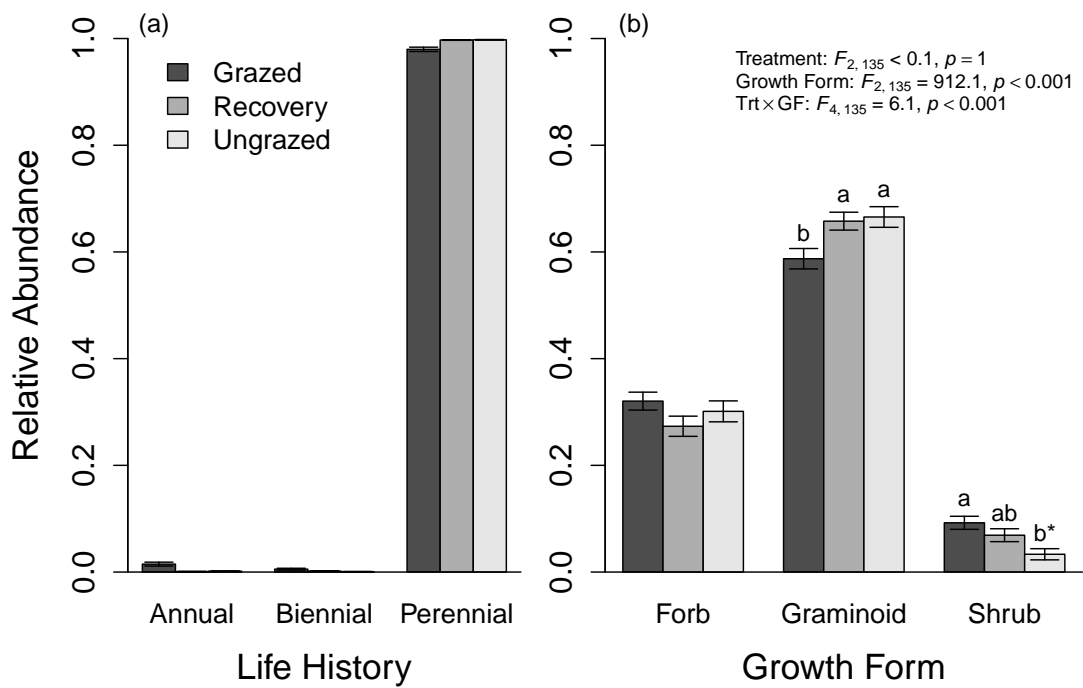 (a)
Grazed
Recovery
Ungrazed
Relative Abundance
1.0
0.8
0.6
0.4
0.2
0.0
Annual Biennial Perennial
Life History
(b)
Treatment: F2, 135 < 0.1, p = 1
Growth Form: F2, 135 = 912.1, p < 0.001
Trt × GF: F4, 135 = 6.1, p < 0.001
1.0
0.8
0.6
0.4
0.2
0.0
b a a
a ab b*
Forb Graminoid Shrub
Growth Form